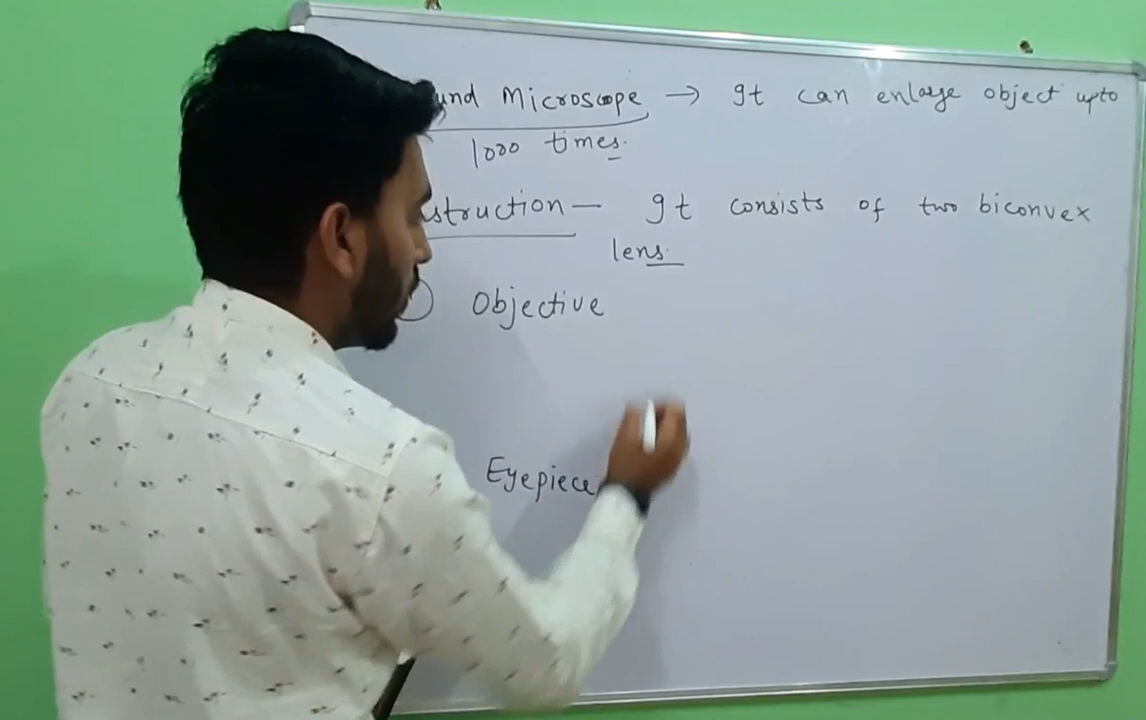 und Microscope → It can enlarge object upto
1000 times.
struction — It consists of two biconvex
lens.
Objective
Eyepiece